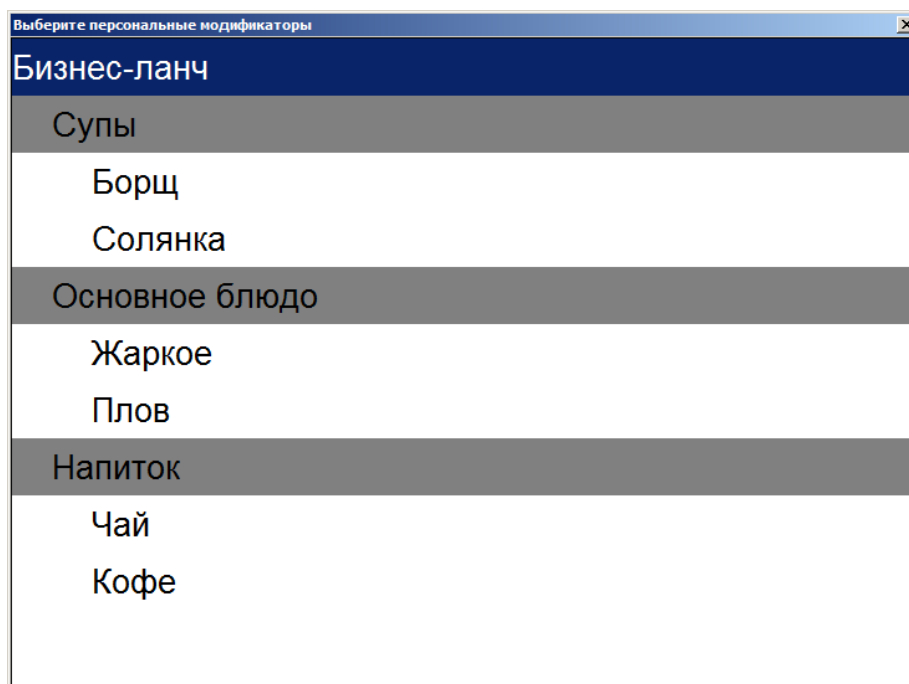 Выберите персональные модификаторы
Бизнес-ланч
Супы
Борщ
Солянка
Основное блюдо
Жаркое
Плов
Напиток
Чай
Кофе